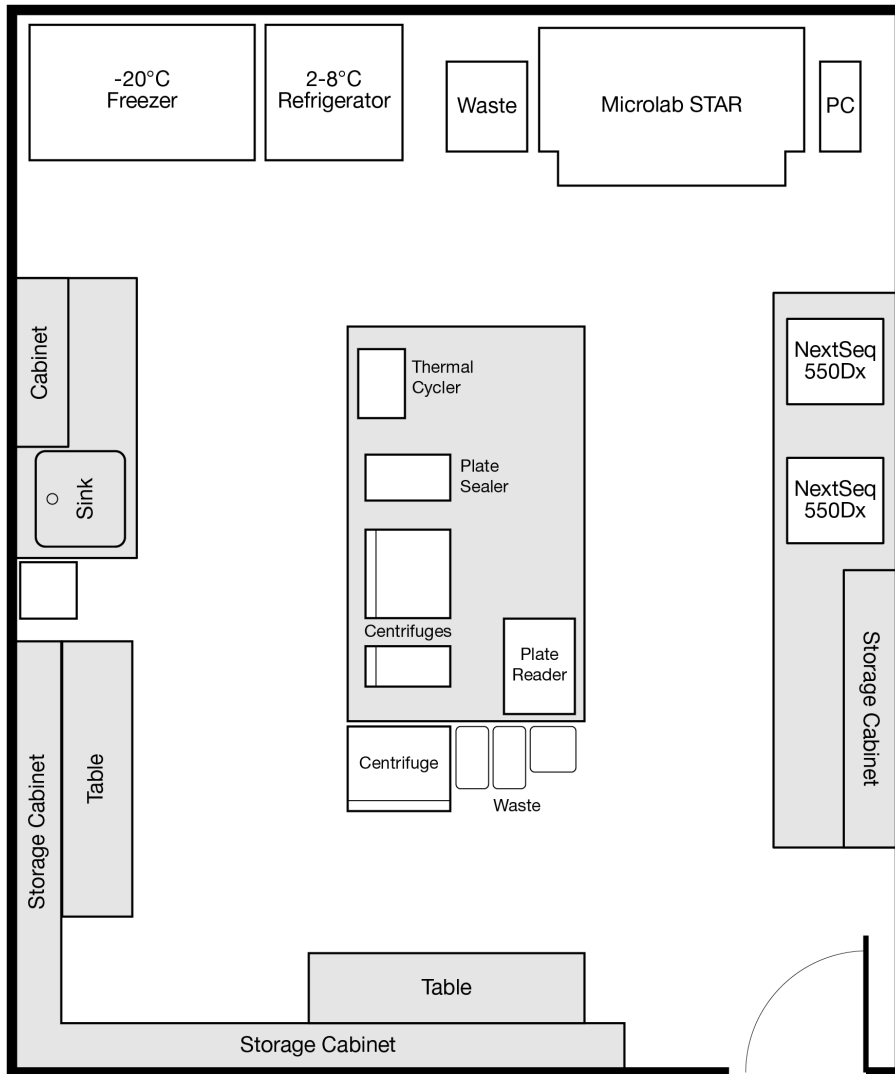 -20°C
Freezer
2-8°C
Refrigerator
Waste
Microlab STAR
PC
Cabinet
Sink
Thermal
Cycler
Plate
Sealer
Centrifuges
Plate
Reader
NextSeq
550Dx
NextSeq
550Dx
Storage Cabinet
Storage Cabinet
Table
Centrifuge
Waste
Table
Storage Cabinet